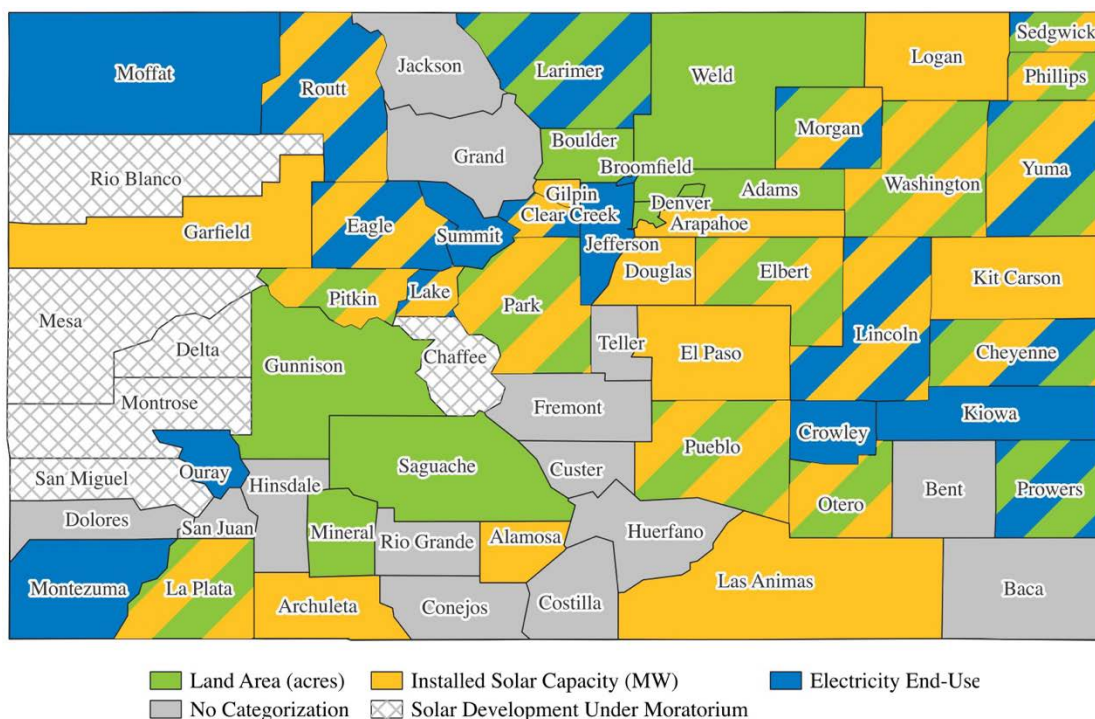 Moffat
Routt
Jackson
Larimer
Weld
Logan
Sedgwick
Phillips
Rio Blanco
Grand
Boulder
Broomfield
Morgan
Washington
Yuma
Garfield
Eagle
Summit
Gilpin
Clear Creek
Jefferson
Denver
Adams
Arapahoe
Mesa
Delta
Pitkin
Lake
Park
Douglas
Elbert
Lincoln
Kit Carson
Gunnison
Chaffee
Teller
El Paso
Cheyenne
Montrose
Fremont
Kiowa
Ouray
Saguache
Custer
Pueblo
Crowley
San Miguel
Hinsdale
Otero
Bent
Prowers
Dolores
San Juan
Mineral
Rio Grande
Alamosa
Huerfano
Montezuma
La Plata
Archuleta
Conejos
Costilla
Las Animas
Baca
Land Area (acres)
Installed Solar Capacity (MW)
Electricity End-Use
No Categorization
Solar Development Under Moratorium